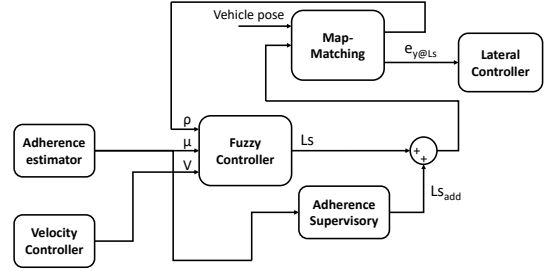 Vehicle pose
Map-
Matching
e_y@Ls
Lateral
Controller
ρ
μ
V
Fuzzy
Controller
Ls
+
+
Adherence
estimator
Ls_add
Adherence
Supervisory
Velocity
Controller